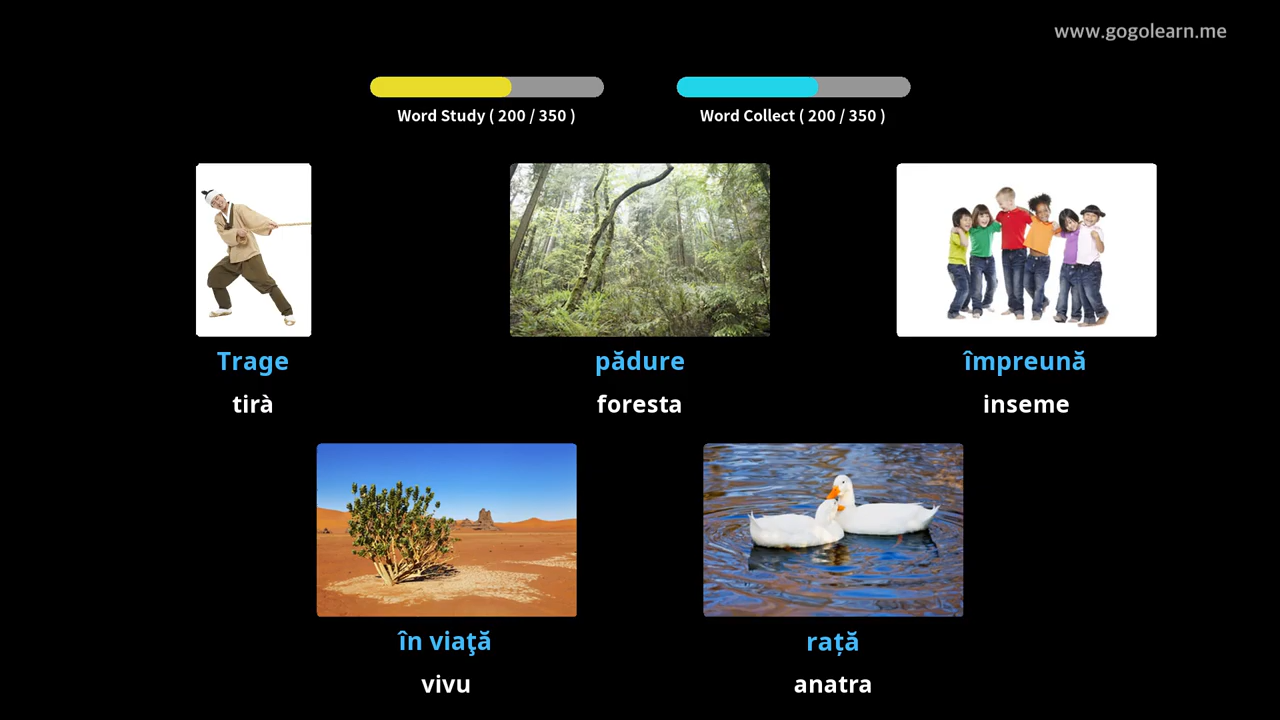 www.gogolearn.me
Word Study ( 200 / 350 )
Word Collect ( 200 / 350 )
Trage
tirà
pădure
foresta
împreună
inseme
în viaţă
vivu
rață
anatra